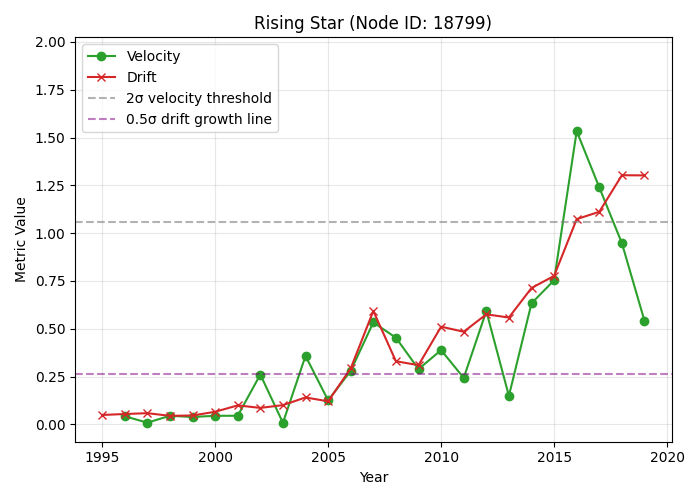 Rising Star (Node ID: 18799)
2.00
1.75
1.50
1.25
1.00
0.75
0.50
0.25
0.00
Metric Value
Velocity
Drift
2σ velocity threshold
0.5σ drift growth line
1995 2000 2005 2010 2015 2020
Year